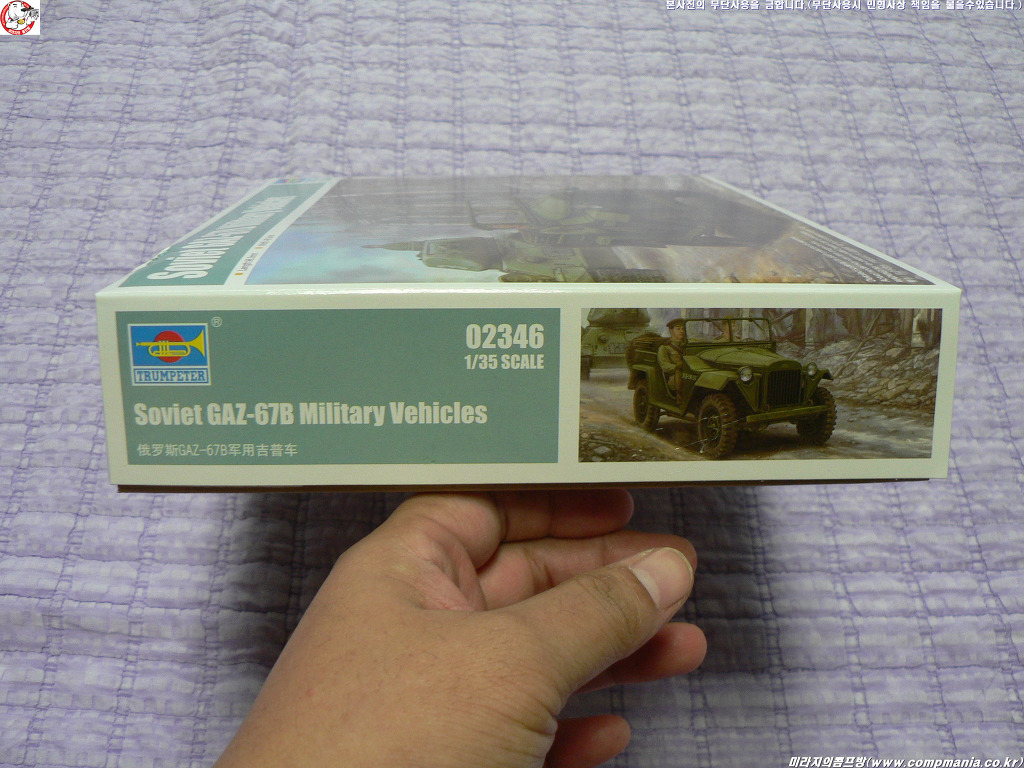 본사진의 무단사용을 금합니다.(무단사용시 민형사상 책임을 물을수있습니다.)
Soviet
TRUMPETER
®
02346
1/35 SCALE
Soviet GAZ-67B Military Vehicles
俄罗斯GAZ-67B军用吉普车
미라지의콤프방(www.compmania.co.kr)